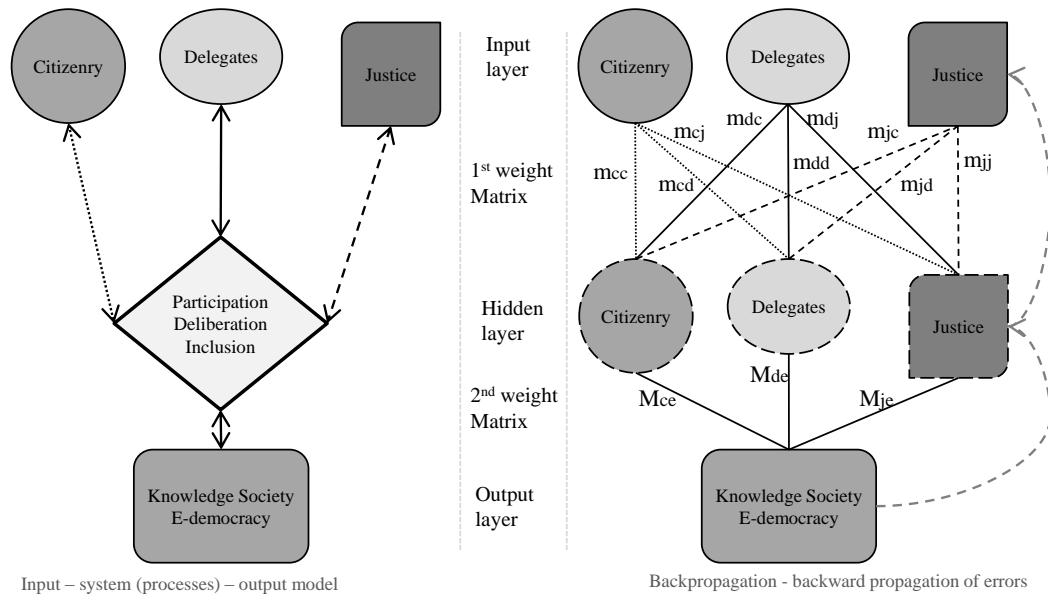 Citizenry
Delegates
Justice
Participation
Deliberation
Inclusion
Knowledge Society
E-democracy
Input – system (processes) – output model
Input
layer
1st weight
Matrix
Hidden
layer
2nd weight
Matrix
Output
layer
Citizenry
Delegates
Justice
mcj
mdc
mdj
mjc
mcc
mcd
mdd
mjd
mjj
Citizenry
Delegates
Justice
Mce
Mde
Mje
Knowledge Society
E-democracy
Backpropagation - backward propagation of errors